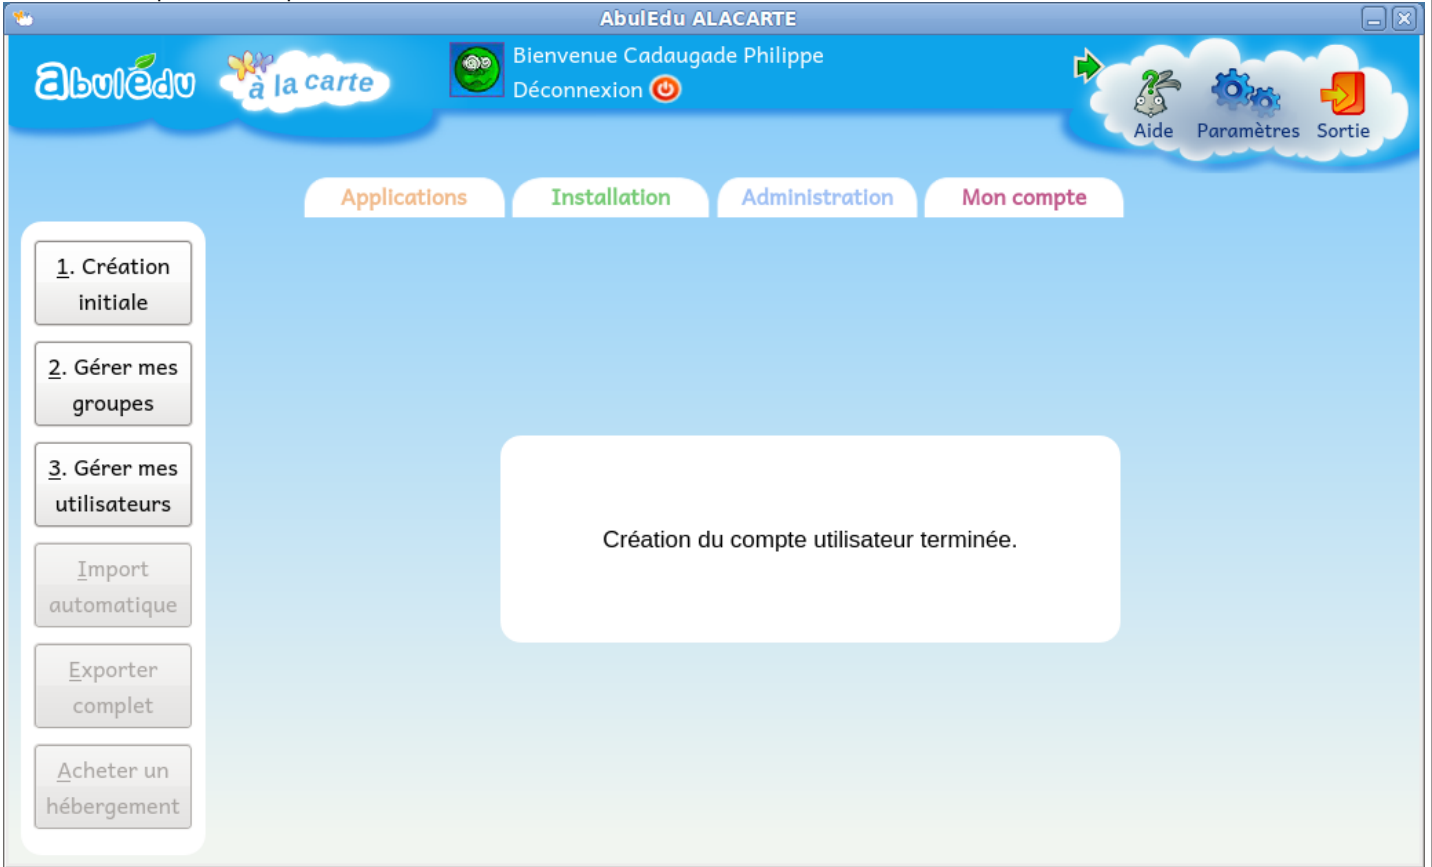 AbulEdu ALACARTE
abulédu
à la carte
Bienvenue Cadaugade Philippe
Déconnexion
Aide
Paramètres
Sortie
Applications
Installation
Administration
Mon compte
1. Création
initiale
2. Gérer mes
groupes
3. Gérer mes
utilisateurs
Import
automatique
Exporter
complet
Acheter un
hébergement
Création du compte utilisateur terminée.